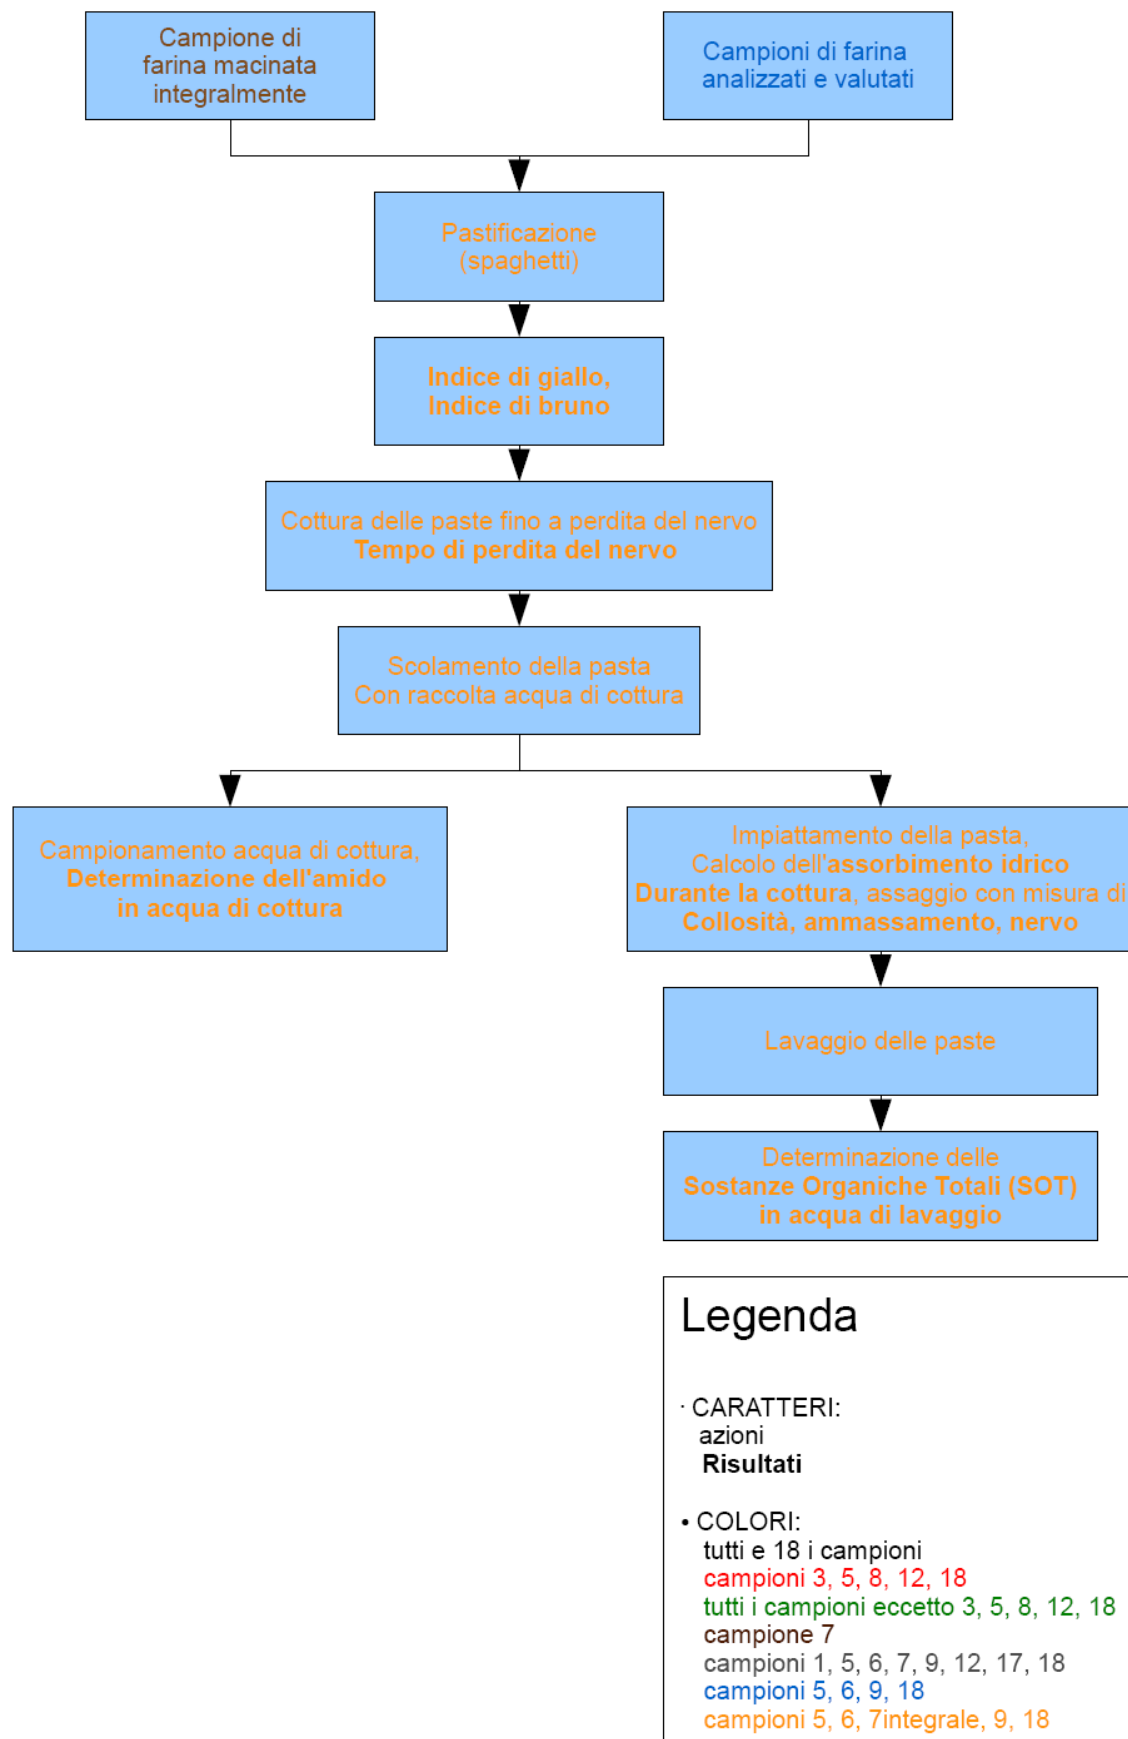 Campione di
farina macinata
integralmente
Campioni di farina
analizzati e valutati
Pastificazione
(spaghetti)
Indice di giallo,
Indice di bruno
Cottura delle paste fino a perdita del nervo
Tempo di perdita del nervo
Scolamento della pasta
Con raccolta acqua di cottura
Campionamento acqua di cottura,
Determinazione dell'amido
in acqua di cottura
Impiattamento della pasta,
Calcolo dell'assorbimento idrico
Durante la cottura, assaggio con misura di
Collosità, ammassamento, nervo
Lavaggio delle paste
Determinazione delle
Sostanze Organiche Totali (SOT)
in acqua di lavaggio
Legenda
· CARATTERI:
azioni
Risultati
• COLORI:
tutti e 18 i campioni
campioni 3, 5, 8, 12, 18
tutti i campioni eccetto 3, 5, 8, 12, 18
campione 7
campioni 1, 5, 6, 7, 9, 12, 17, 18
campioni 5, 6, 9, 18
campioni 5, 6, 7integrale, 9, 18